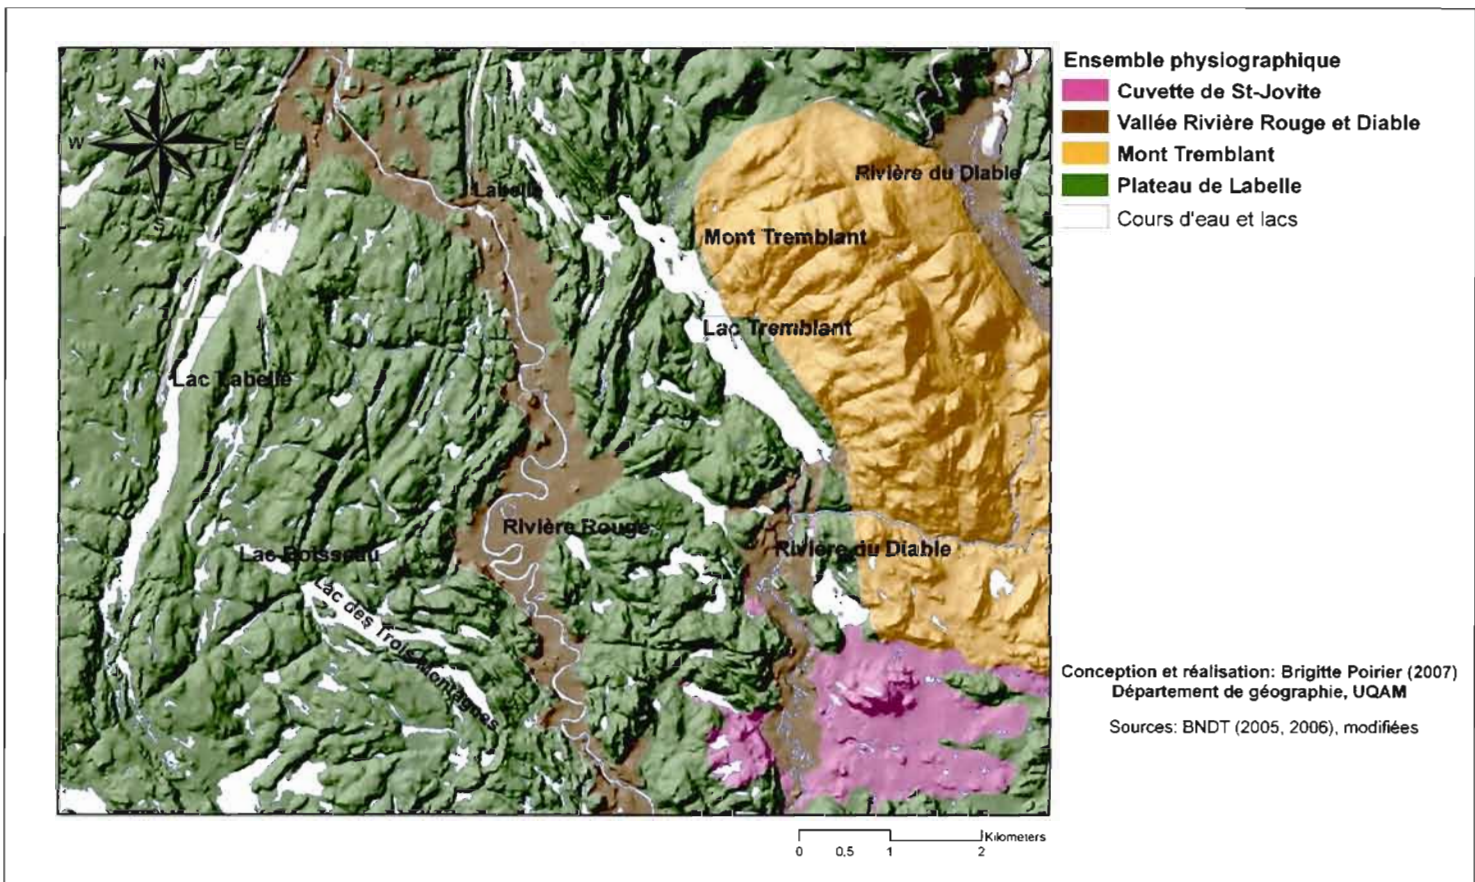 N
W
E
S
Labelle
Rivière du Diable
Mont Tremblant
Lac Tremblant
Lac Labelle
Rivière Rouge
Lac Boisseau
Rivière du Diable
Lac des Trois Montagnes
Ensemble physiographique
Cuvette de St-Jovite
Vallée Rivière Rouge et Diable
Mont Tremblant
Plateau de Labelle
Cours d'eau et lacs
Conception et réalisation: Brigitte Poirier (2007)
Département de géographie, UQAM
Sources: BNDT (2005, 2006), modifiées
Kilometers
0 0,5 1 2